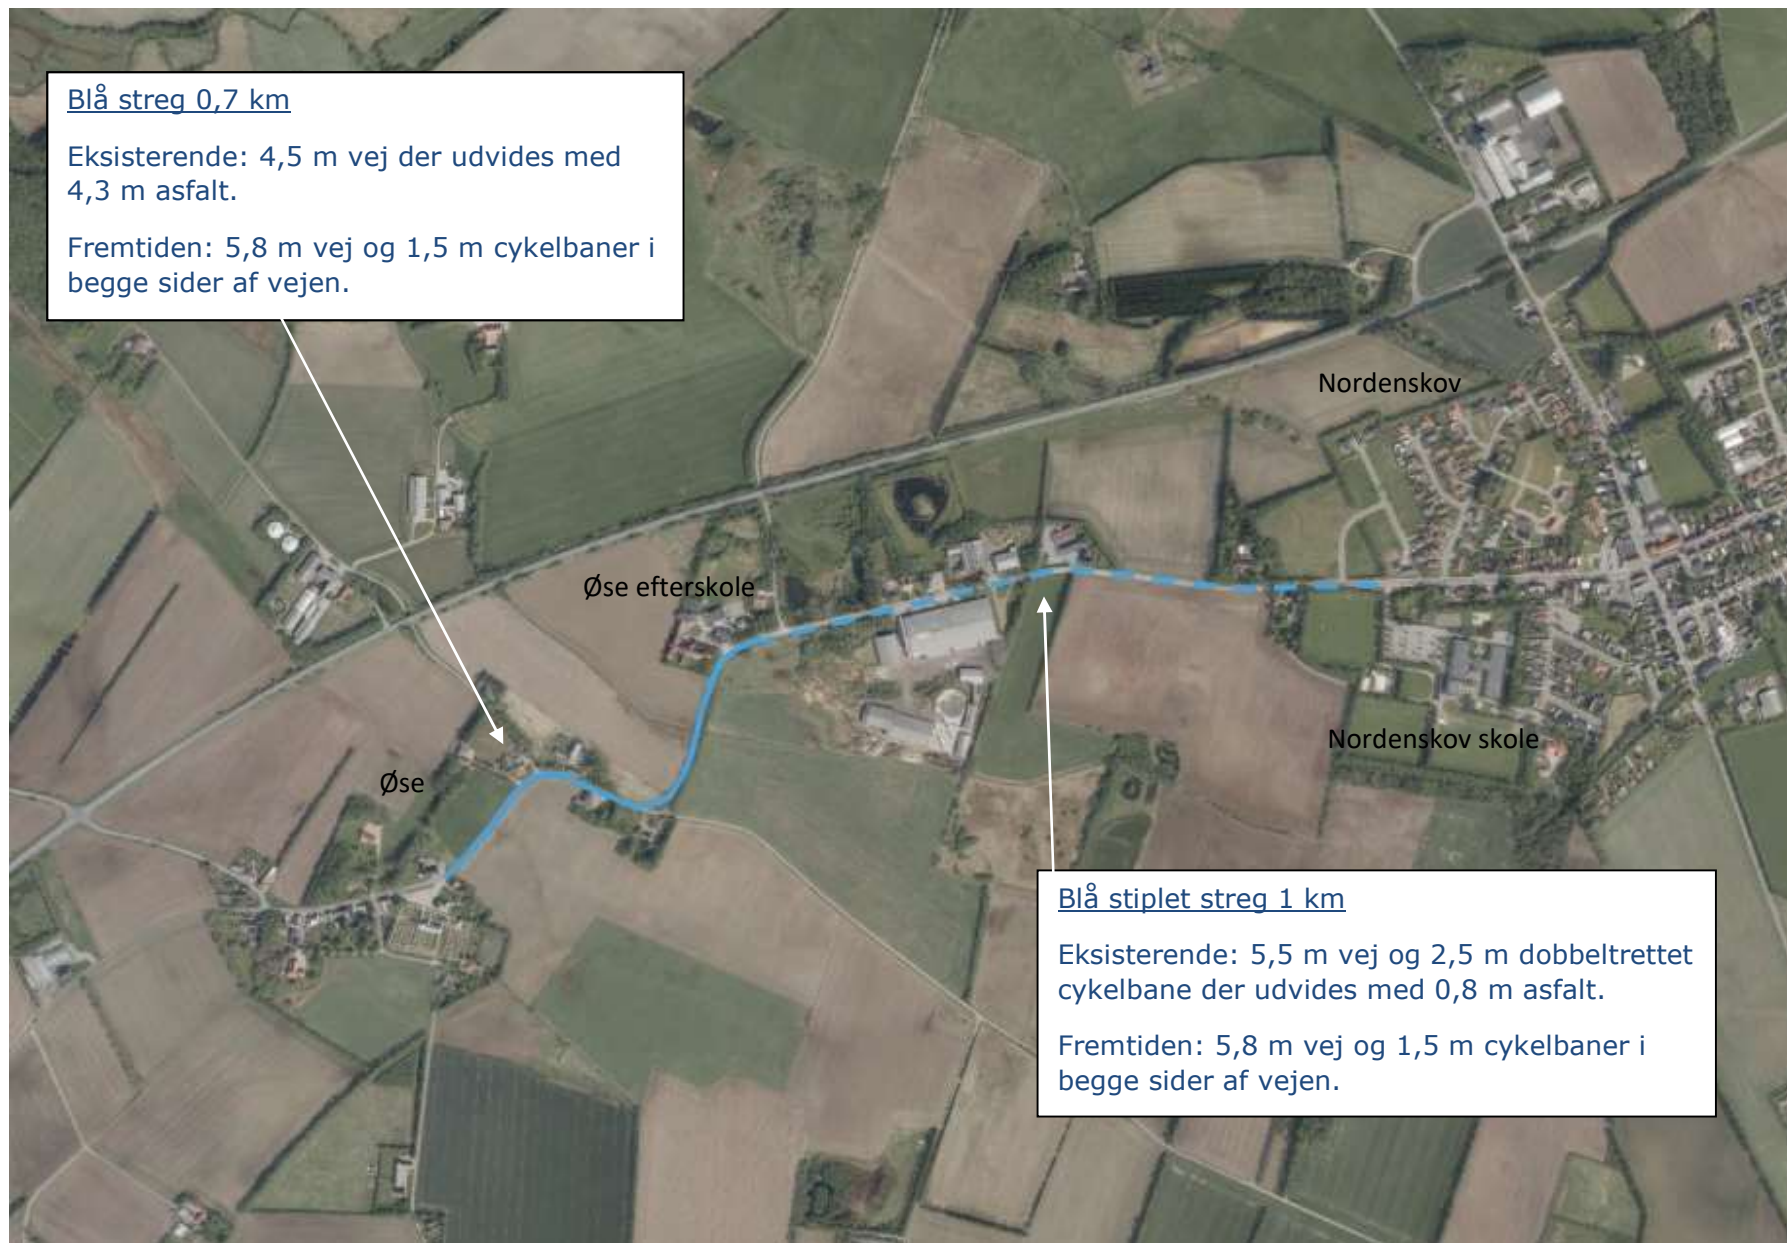 Blå streg 0,7 km
Eksisterende: 4,5 m vej der udvides med
4,3 m asfalt.
Fremtiden: 5,8 m vej og 1,5 m cykelbaner i
begge sider af vejen.
Nordenskov
Øse efterskole
Nordenskov skole
Øse
Blå stiplet streg 1 km
Eksisterende: 5,5 m vej og 2,5 m dobbeltrettet
cykelbane der udvides med 0,8 m asfalt.
Fremtiden: 5,8 m vej og 1,5 m cykelbaner i
begge sider af vejen.